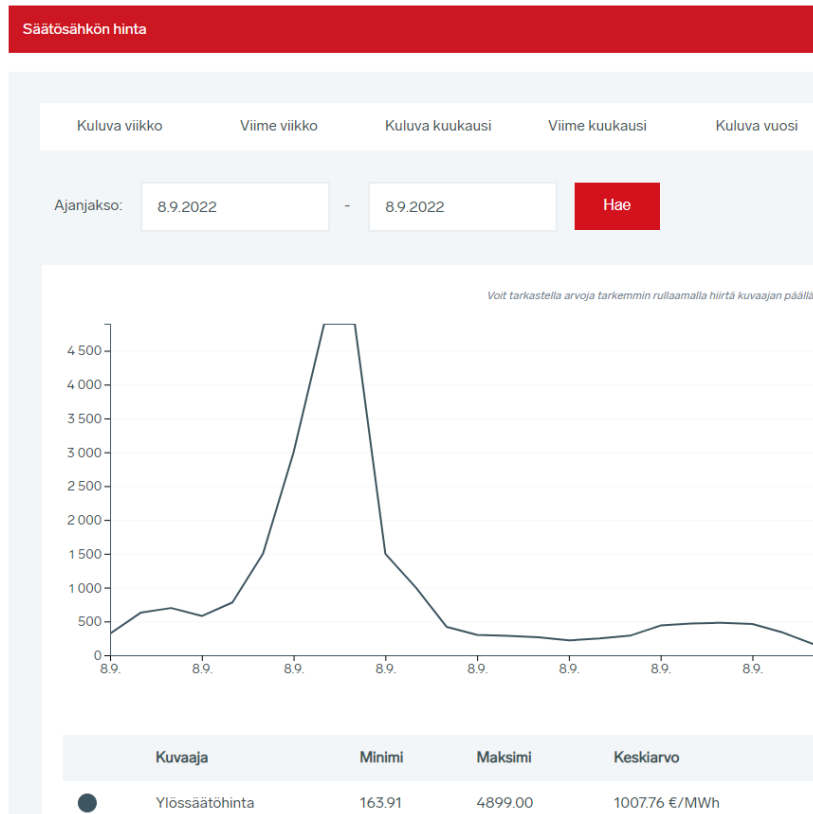 Säätösähkön hinta
Kuluva viikko Viime viikko Kuluva kuukausi Viime kuukausi Kuluva vuosi
Ajanjakso: 8.9.2022 - 8.9.2022 Hae
Voit tarkastella arvoja tarkemmin rullaamalla hiirtä kuvaajan päällä
4 500
4 000
3 500
3 000
2 500
2 000
1 500
1 000
500
0
8.9. 8.9. 8.9. 8.9. 8.9. 8.9. 8.9. 8.9.
Kuvaaja Minimi Maksimi Keskiarvo
Ylössäätöhinta 163.91 4899.00 1007.76 €/MWh